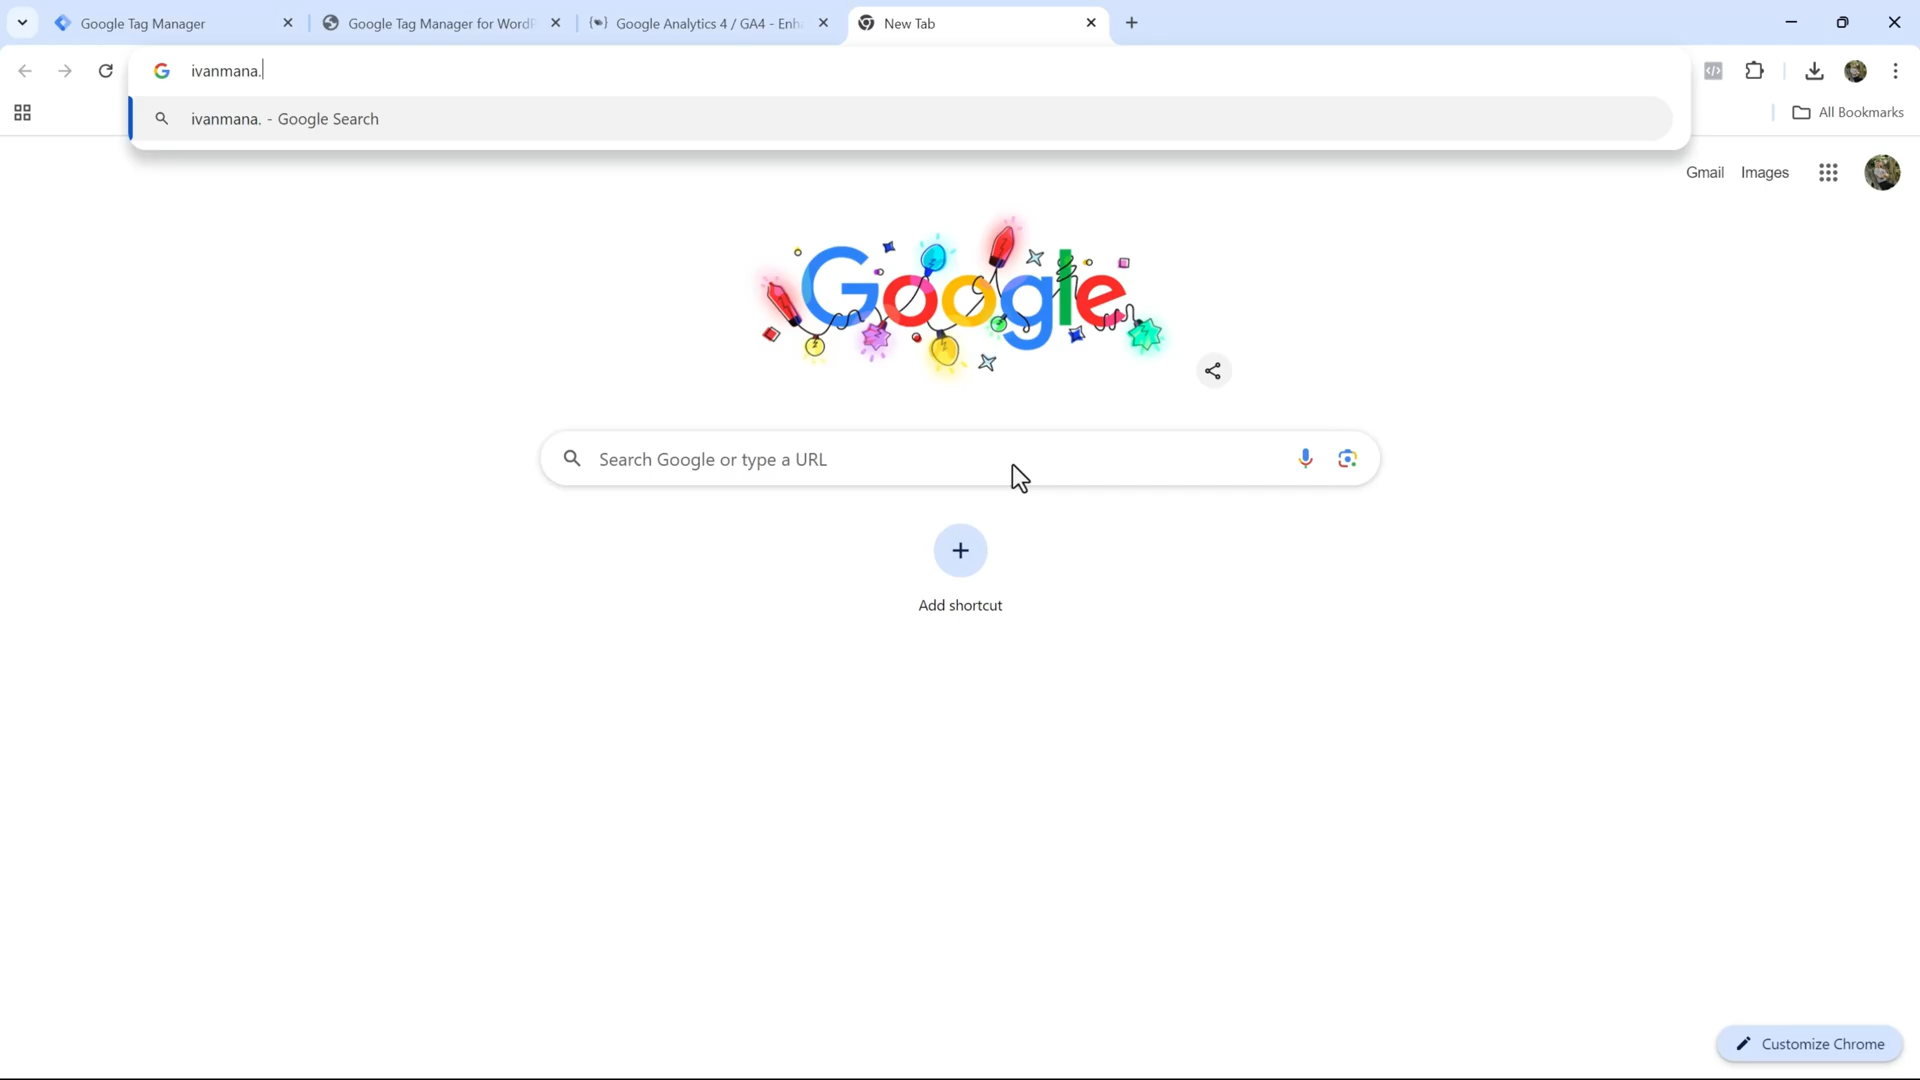 Google Tag Manager
Google Tag Manager for WordP
Google Analytics 4 / GA4 - Enh
New Tab
ivanmana.
ivanmana. - Google Search
All Bookmarks
Gmail
Images
Google
Search Google or type a URL
Add shortcut
Customize Chrome